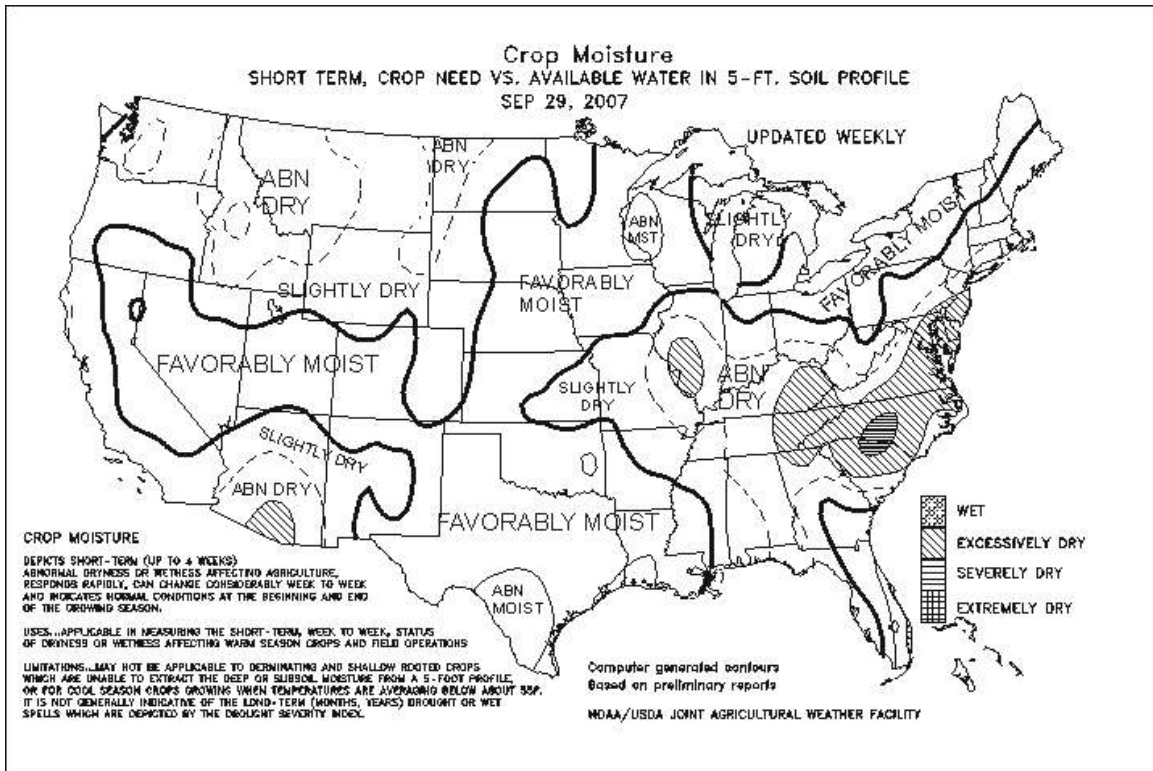 Crop Moisture
SHORT TERM, CROP NEED VS. AVAILABLE WATER IN 5-FT. SOIL PROFILE
SEP 29, 2007
UPDATED WEEKLY
ABN
DRY
ABN
DRY
ABN
MST
SLIGHTLY
DRY
FAVORABLY MOIST
SLIGHTLY DRY
FAVORABLY
MOIST
FAVORABLY MOIST
SLIGHTLY
DRY
ABN
DRY
SLIGHTLY DRY
ABN DRY
FAVORABLY MOIST
ABN
MOIST
WET
EXCESSIVELY DRY
SEVERELY DRY
EXTREMELY DRY
CROP MOISTURE
DEPICTS SHORT-TERM (UP TO 4 WEEKS)
ABNORMAL DRYNESS OR WETNESS AFFECTING AGRICULTURE,
RESPONDS RAPIDLY, CAN CHANGE CONSIDERABLY WEEK TO WEEK
AND INDICATES NORMAL CONDITIONS AT THE BEGINNING AND END
OF THE GROWING SEASON.
USES...APPLICABLE IN MEASURING THE SHORT-TERM, WEEK TO WEEK, STATUS
OF DRYNESS OR WETNESS AFFECTING WARM SEASON CROPS AND FIELD OPERATIONS
LIMITATIONS...MAY NOT BE APPLICABLE TO GERMINATING AND SHALLOW ROOTED CROPS
WHICH ARE UNABLE TO EXTRACT THE DEEP OR SUBSOIL MOISTURE FROM A 5-FOOT PROFILE,
OR FOR COOL SEASON CROPS GROWING WHEN TEMPERATURES ARE AVERAGING BELOW ABOUT 55F.
IT IS NOT GENERALLY INDICATIVE OF THE LONG-TERM (MONTHS, YEARS) DROUGHT OR WET
SPELLS WHICH ARE DEPICTED BY THE DROUGHT SEVERITY INDEX.
Computer generated contours
Based on preliminary reports
NOAA/USDA JOINT AGRICULTURAL WEATHER FACILITY